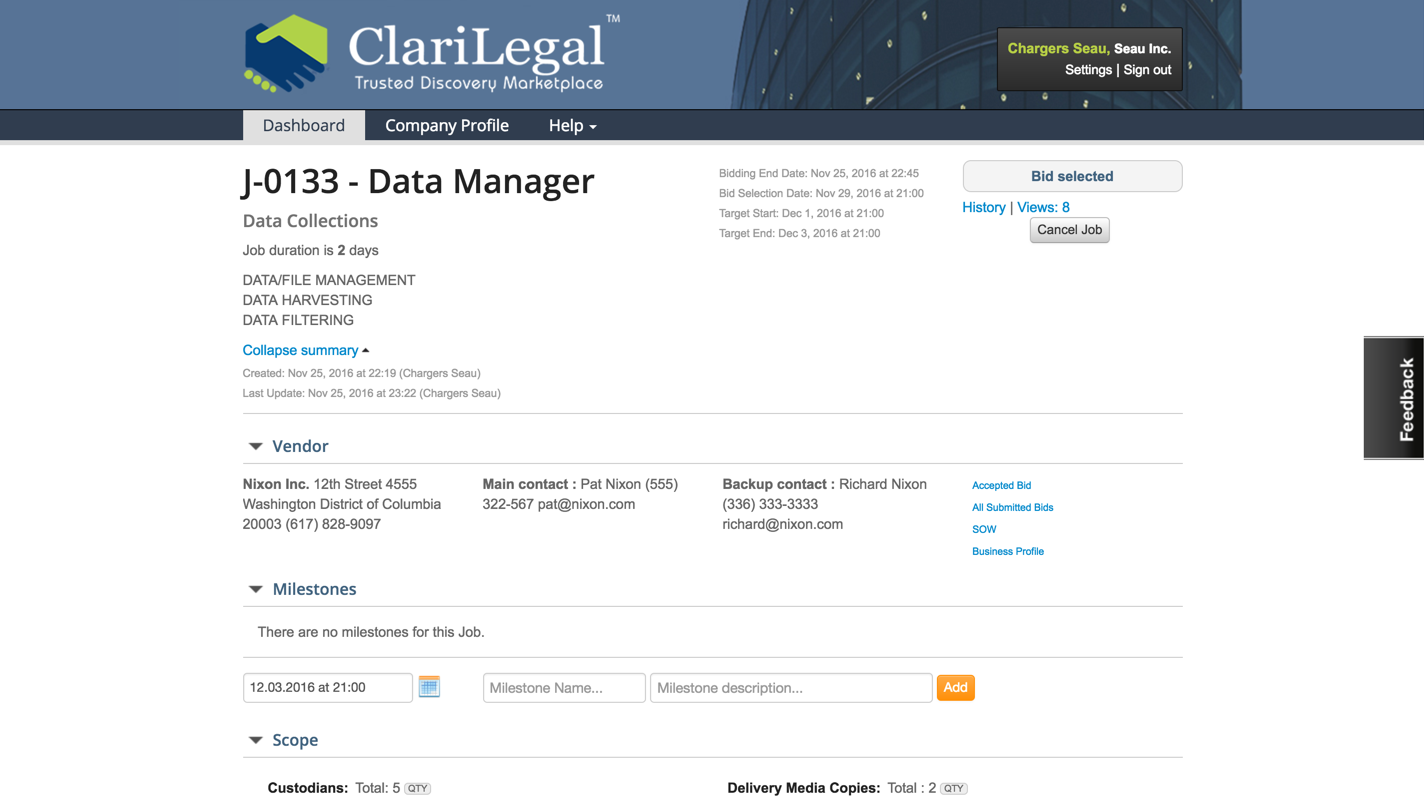 ClariLegal™
Trusted Discovery Marketplace
Chargers Seau, Seau Inc.
Settings | Sign out
Dashboard Company Profile Help
J-0133 - Data Manager
Data Collections
Job duration is 2 days
DATA/FILE MANAGEMENT
DATA HARVESTING
DATA FILTERING
Collapse summary
Created: Nov 25, 2016 at 22:19 (Chargers Seau)
Last Update: Nov 25, 2016 at 23:22 (Chargers Seau)
Bidding End Date: Nov 25, 2016 at 22:45
Bid Selection Date: Nov 29, 2016 at 21:00
Target Start: Dec 1, 2016 at 21:00
Target End: Dec 3, 2016 at 21:00
Bid selected
History | Views: 8
Cancel Job
Feedback
Vendor
Nixon Inc. 12th Street 4555
Washington District of Columbia
20003 (617) 828-9097
Main contact : Pat Nixon (555)
322-567 pat@nixon.com
Backup contact : Richard Nixon
(336) 333-3333
richard@nixon.com
Accepted Bid
All Submitted Bids
SOW
Business Profile
Milestones
There are no milestones for this Job.
12.03.2016 at 21:00 Milestone Name... Milestone description... Add
Scope
Custodians: Total: 5 QTY
Delivery Media Copies: Total : 2 QTY